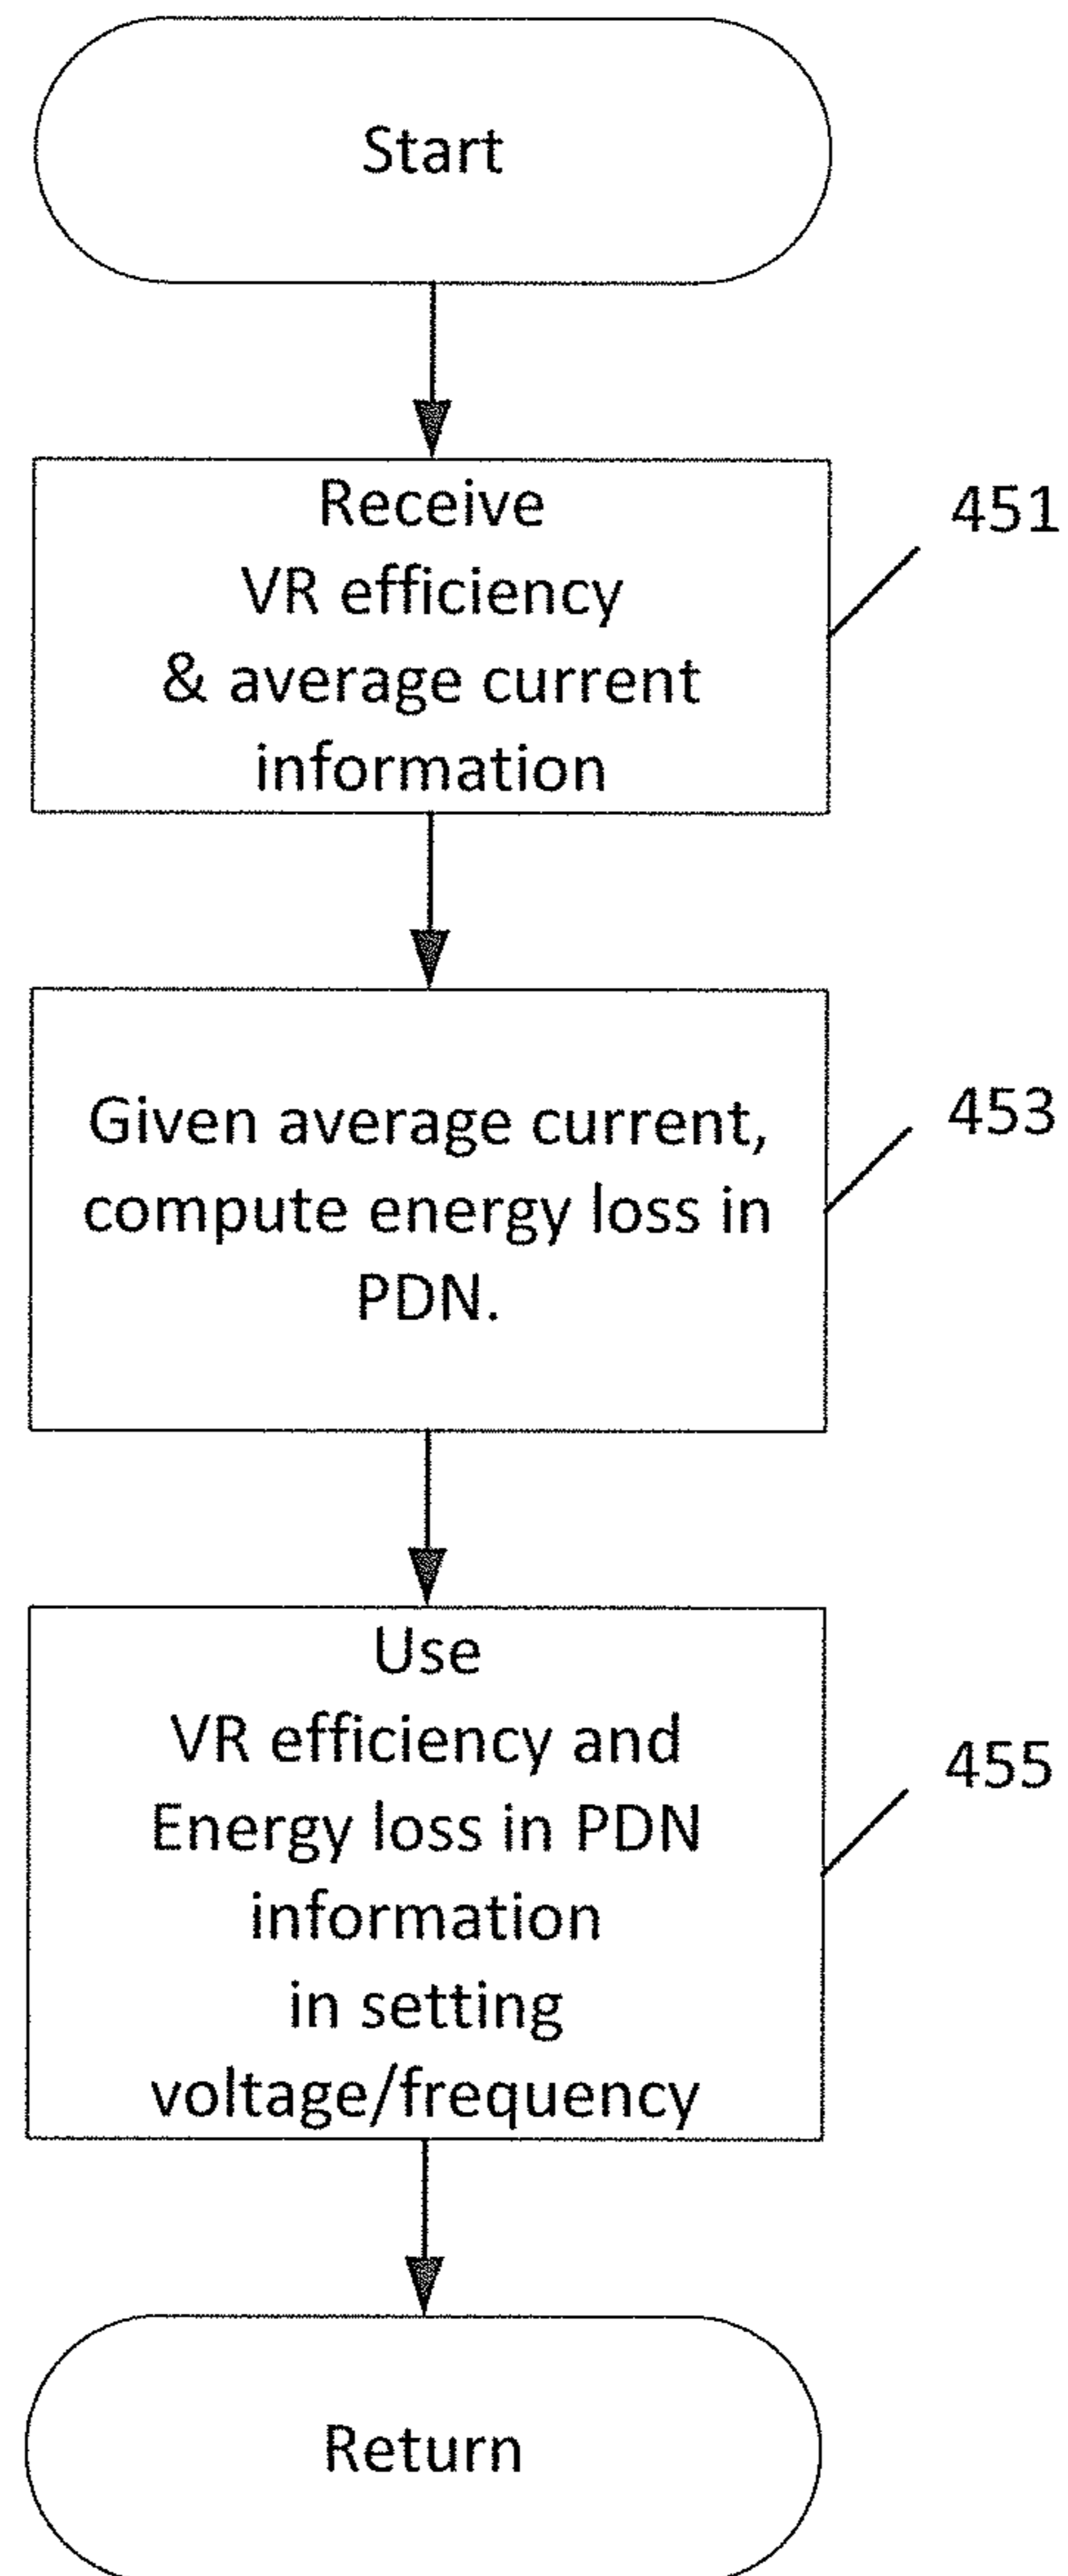 Start
Receive
VR efficiency
& average current
information
451
Given average current,
compute energy loss in
PDN.
453
Use
VR efficiency and
Energy loss in PDN
information
in setting
voltage/frequency
455
Return